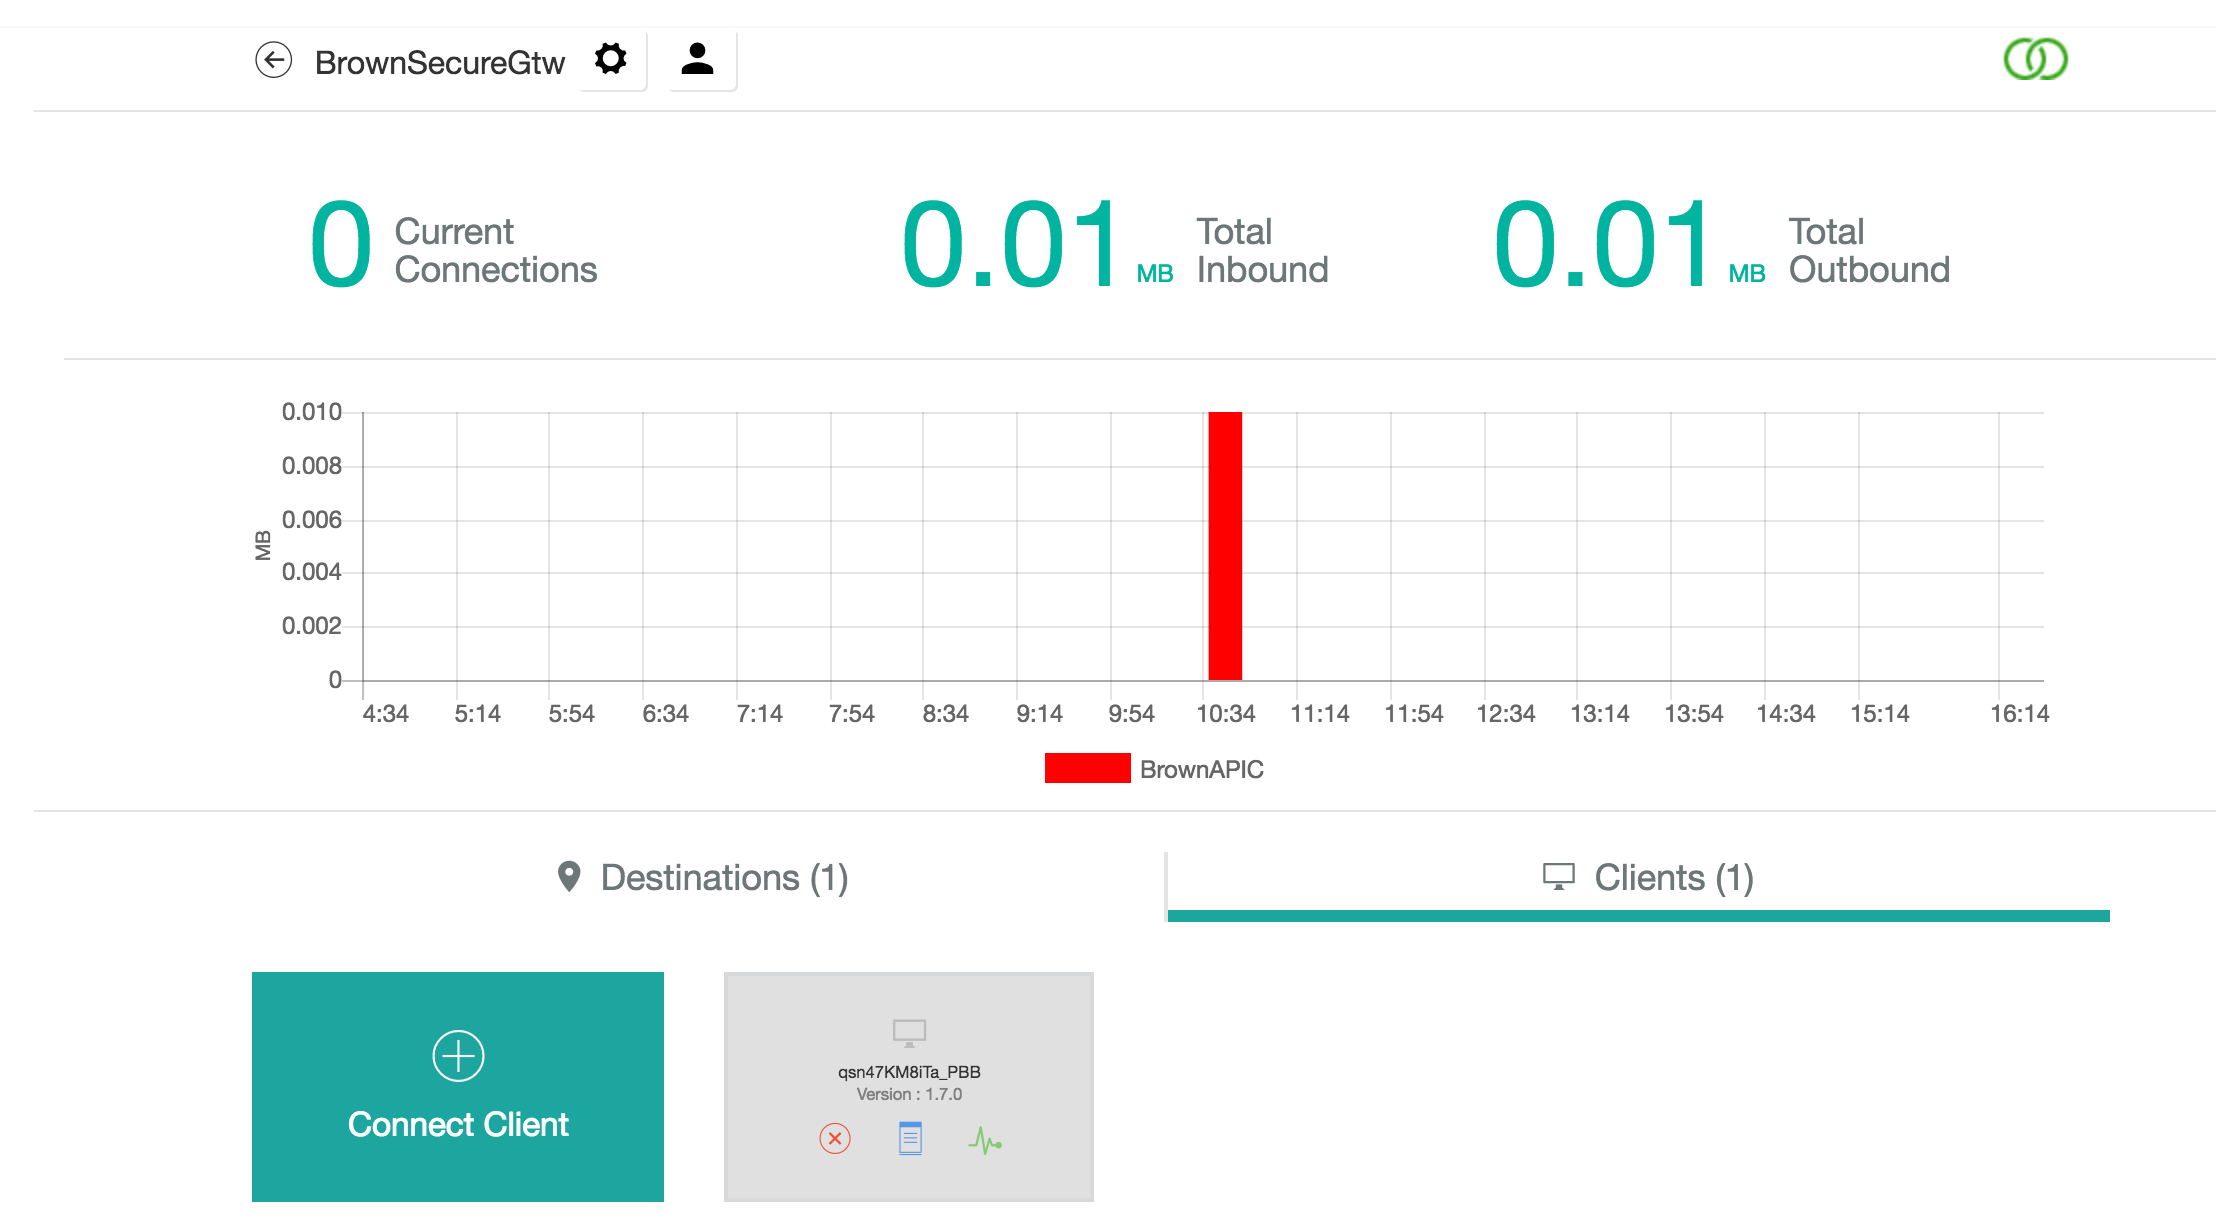 BrownSecureGtw
0 Current Connections
0.01 MB Total Inbound
0.01 MB Total Outbound
0.010
0.008
0.006
0.004
0.002
0
MB
4:34 5:14 5:54 6:34 7:14 7:54 8:34 9:14 9:54 10:34 11:14 11:54 12:34 13:14 13:54 14:34 15:14 16:14
BrownAPIC
Destinations (1)
Clients (1)
Connect Client
qsn47KM8iTa_PBB
Version : 1.7.0